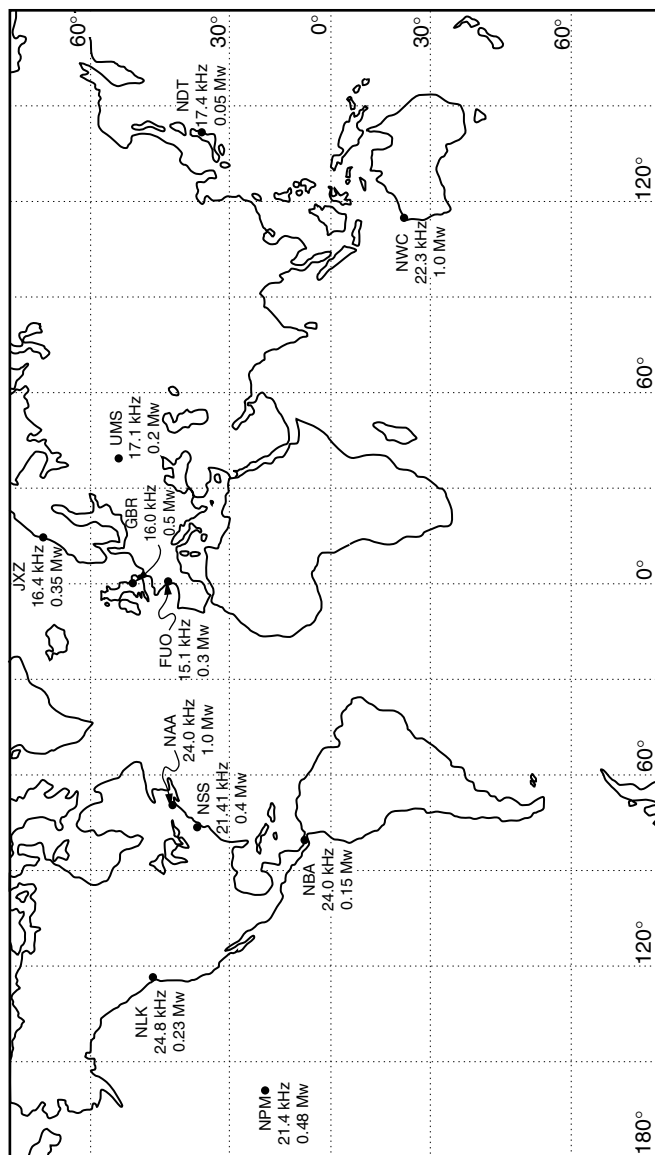 JXZ
16.4 kHz
0.35 Mw
GBR
16.0 kHz
0.5 Mw
UMS
17.1 kHz
0.2 Mw
NDT
17.4 kHz
0.05 Mw
FUO
15.1 kHz
0.3 Mw
NAA
24.0 kHz
1.0 Mw
NSS
21.41 kHz
0.4 Mw
NLK
24.8 kHz
0.23 Mw
NPM
21.4 kHz
0.48 Mw
NBA
24.0 kHz
0.15 Mw
NWC
22.3 kHz
1.0 Mw
60°
30°
0°
30°
60°
180°
120°
60°
0°
60°
120°